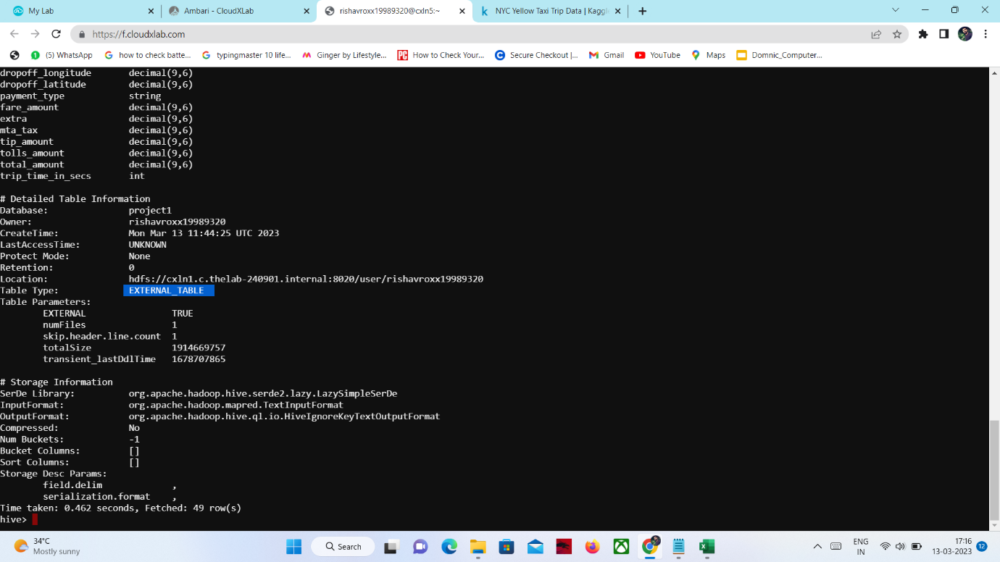 My Lab
Ambari - CloudXLab
rishavroxx19989320@cxln5:~
NYC Yellow Taxi Trip Data | Kaggl
https://f.cloudxlab.com
(5) WhatsApp
how to check batte...
typingmaster 10 life...
Ginger by Lifestyle...
PC
How to Check Your...
Secure Checkout |...
Gmail
YouTube
Maps
Domnic_Computer...
dropoff_longitude decimal(9,6)
dropoff_latitude decimal(9,6)
payment_type string
fare_amount decimal(9,6)
extra decimal(9,6)
mta_tax decimal(9,6)
tip_amount decimal(9,6)
tolls_amount decimal(9,6)
total_amount decimal(9,6)
trip_time_in_secs int
# Detailed Table Information
Database: project1
Owner: rishavroxx19989320
CreateTime: Mon Mar 13 11:44:25 UTC 2023
LastAccessTime: UNKNOWN
Protect Mode: None
Retention: 0
Location: hdfs://cxln1.c.thelab-240901.internal:8020/user/rishavroxx19989320
Table Type: EXTERNAL_TABLE
Table Parameters:
EXTERNAL TRUE
numFiles 1
skip.header.line.count 1
totalSize 1914669757
transient_lastDdlTime 1678707865
# Storage Information
SerDe Library: org.apache.hadoop.hive.serde2.lazy.LazySimpleSerDe
InputFormat: org.apache.hadoop.mapred.TextInputFormat
OutputFormat: org.apache.hadoop.hive.ql.io.HiveIgnoreKeyTextOutputFormat
Compressed: No
Num Buckets: -1
Bucket Columns: []
Sort Columns: []
Storage Desc Params:
field.delim ,
serialization.format ,
Time taken: 0.462 seconds, Fetched: 49 row(s)
hive>
34°C
Mostly sunny
Search
ENG
IN
17:16
13-03-2023
12